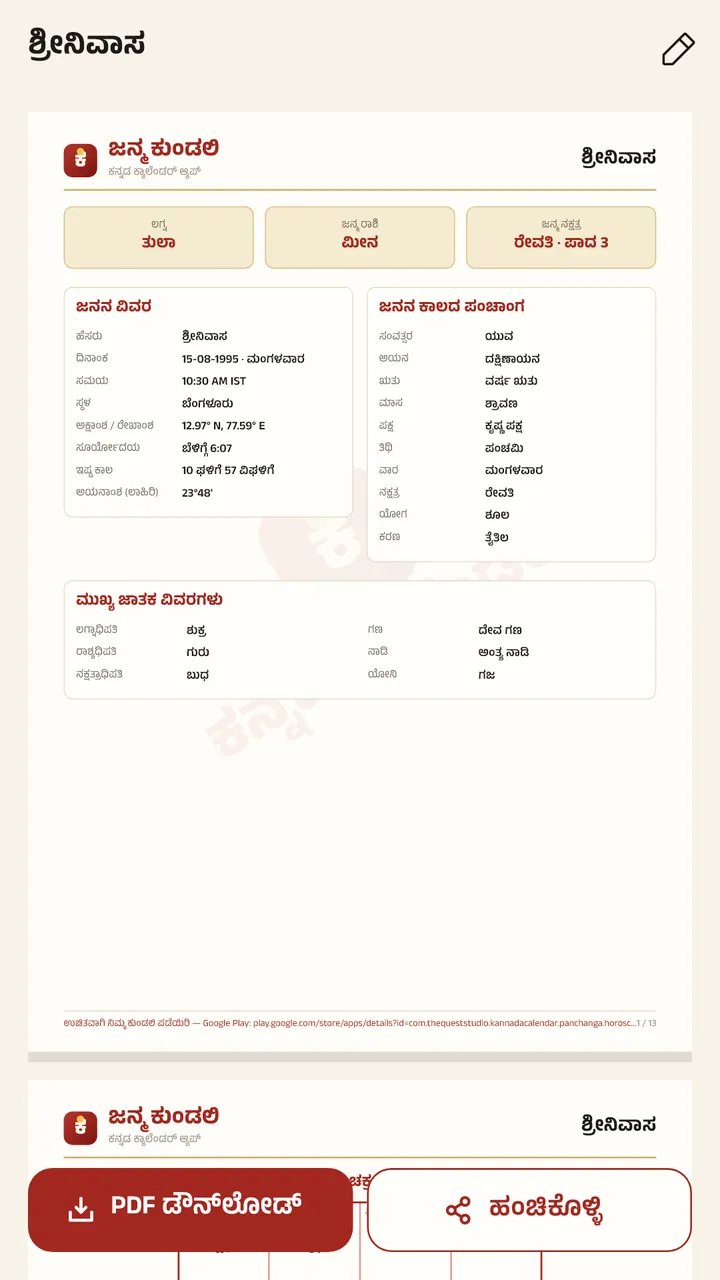 ಶ್ರೀನಿವಾಸ
ಜನ್ಮ ಕುಂಡಲಿ
ಕನ್ನಡ ಕ್ಯಾಲೆಂಡರ್ ಆ್ಯಪ್
ಶ್ರೀನಿವಾಸ
ಲಗ್ನ
ತುಲಾ
ಜನ್ಮ ರಾಶಿ
ಮೀನ
ಜನ್ಮ ನಕ್ಷತ್ರ
ರೇವತಿ · ಪಾದ 3
ಜನನ ವಿವರ
ಹೆಸರು ಶ್ರೀನಿವಾಸ
ದಿನಾಂಕ 15-08-1995 · ಮಂಗಳವಾರ
ಸಮಯ 10:30 AM IST
ಸ್ಥಳ ಬೆಂಗಳೂರು
ಅಕ್ಷಾಂಶ / ರೇಖಾಂಶ 12.97° N, 77.59° E
ಸೂರ್ಯೋದಯ ಬೆಳಿಗ್ಗೆ 6:07
ಇಷ್ಟ ಕಾಲ 10 ಘಳಿಗೆ 57 ವಿಘಳಿಗೆ
ಅಯನಾಂಶ (ಲಾಹಿರಿ) 23°48'
ಜನನ ಕಾಲದ ಪಂಚಾಂಗ
ಸಂವತ್ಸರ ಯುವ
ಅಯನ ದಕ್ಷಿಣಾಯನ
ಋತು ವರ್ಷ ಋತು
ಮಾಸ ಶ್ರಾವಣ
ಪಕ್ಷ ಕೃಷ್ಣ ಪಕ್ಷ
ತಿಥಿ ಪಂಚಮಿ
ವಾರ ಮಂಗಳವಾರ
ನಕ್ಷತ್ರ ರೇವತಿ
ಯೋಗ ಶೂಲ
ಕರಣ ತೈತಿಲ
ಮುಖ್ಯ ಜಾತಕ ವಿವರಗಳು
ಲಗ್ನಾಧಿಪತಿ ಶುಕ್ರ ಗಣ ದೇವ ಗಣ
ರಾಶ್ಯಧಿಪತಿ ಗುರು ನಾಡಿ ಅಂತ್ಯ ನಾಡಿ
ನಕ್ಷತ್ರಾಧಿಪತಿ ಬುಧ ಯೋನಿ ಗಜ
ಉಚಿತವಾಗಿ ನಿಮ್ಮ ಕುಂಡಲಿ ಪಡೆಯಿರಿ — Google Play: play.google.com/store/apps/details?id=com.thequeststudio.kannadacalendar.panchanga.horosc...1 / 13
ಜನ್ಮ ಕುಂಡಲಿ
ಕನ್ನಡ ಕ್ಯಾಲೆಂಡರ್ ಆ್ಯಪ್
ಶ್ರೀನಿವಾಸ
PDF ಡೌನ್‌ಲೋಡ್
ಹಂಚಿಕೊಳ್ಳಿ